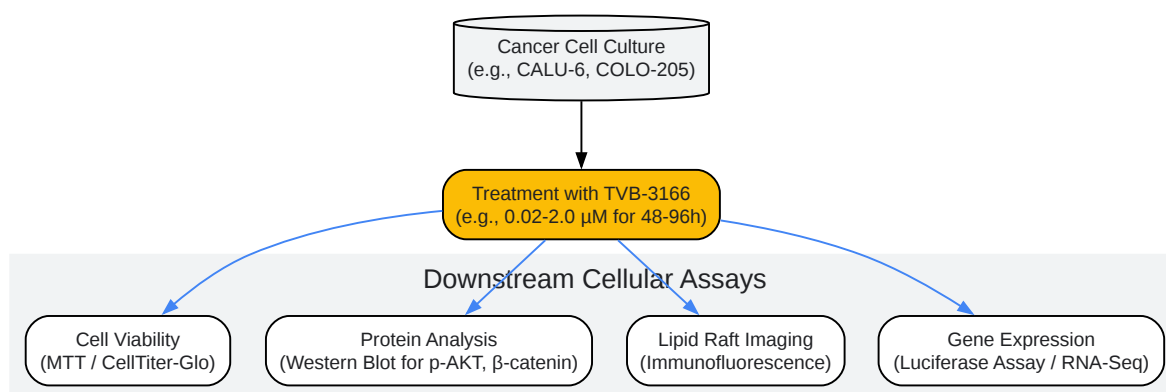 Cancer Cell Culture
(e.g., CALU-6, COLO-205)
Treatment with TVB-3166
(e.g., 0.02-2.0 µM for 48-96h)
Downstream Cellular Assays
Cell Viability
(MTT / CellTiter-Glo)
Protein Analysis
(Western Blot for p-AKT, β-catenin)
Lipid Raft Imaging
(Immunofluorescence)
Gene Expression
(Luciferase Assay / RNA-Seq)